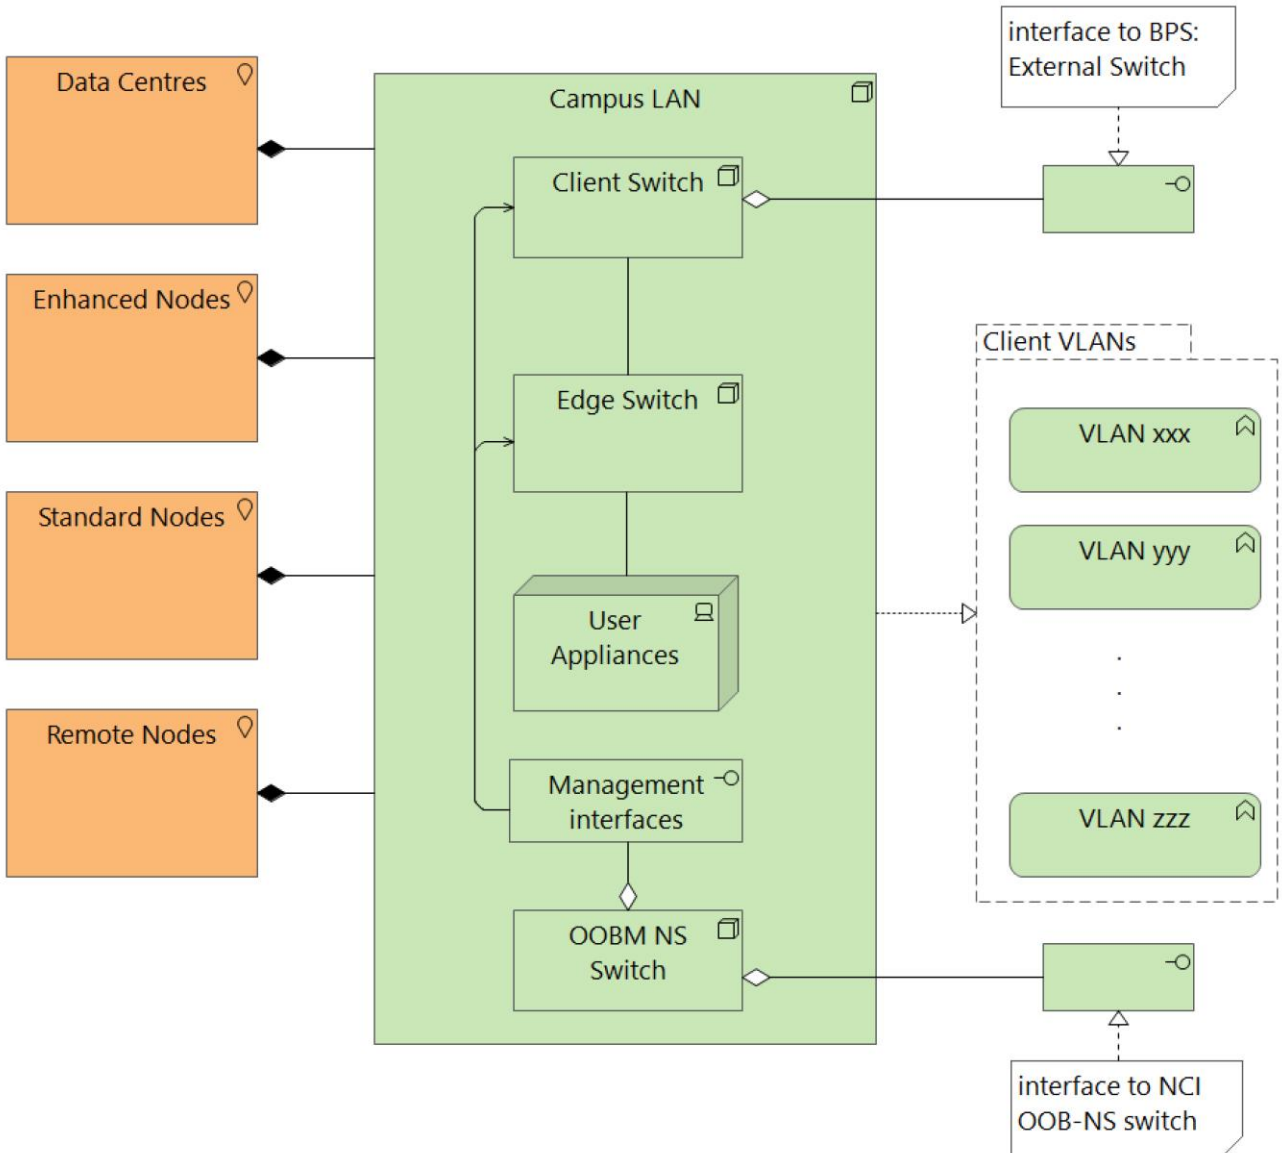 interface to BPS:
External Switch
Data Centres
Campus LAN
Client Switch
Enhanced Nodes
Client VLANs
Edge Switch
VLAN xxx
Standard Nodes
VLAN yyy
User
Appliances
.
.
.
Remote Nodes
Management
interfaces
VLAN zzz
OOBM NS
Switch
interface to NCI
OOB-NS switch